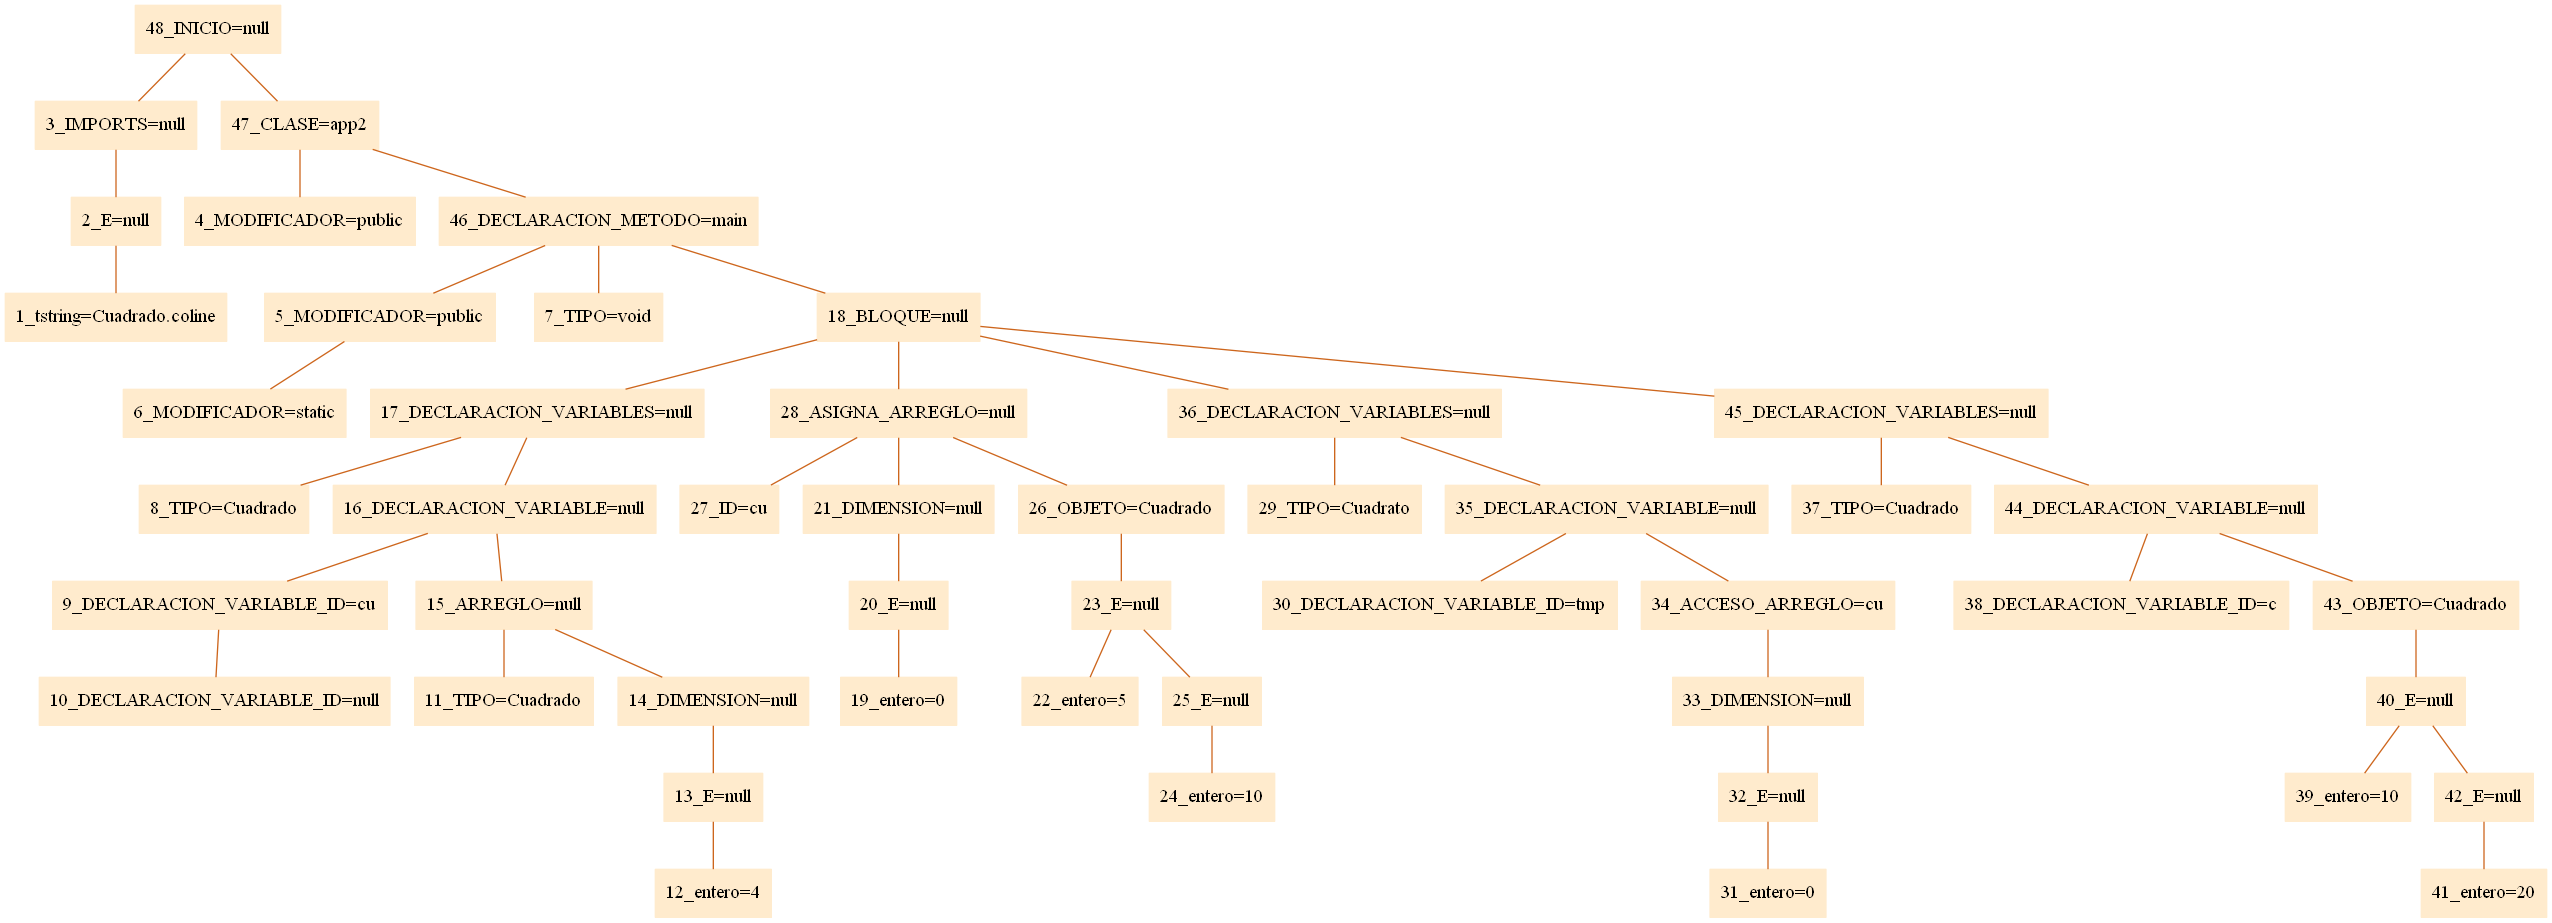 48_INICIO=null
3_IMPORTS=null
47_CLASE=app2
2_E=null
4_MODIFICADOR=public
46_DECLARACION_METODO=main
1_tstring=Cuadrado.coline
5_MODIFICADOR=public
7_TIPO=void
18_BLOQUE=null
6_MODIFICADOR=static
17_DECLARACION_VARIABLES=null
28_ASIGNA_ARREGLO=null
36_DECLARACION_VARIABLES=null
45_DECLARACION_VARIABLES=null
8_TIPO=Cuadrado
16_DECLARACION_VARIABLE=null
27_ID=cu
21_DIMENSION=null
26_OBJETO=Cuadrado
29_TIPO=Cuadrato
35_DECLARACION_VARIABLE=null
37_TIPO=Cuadrado
44_DECLARACION_VARIABLE=null
9_DECLARACION_VARIABLE_ID=cu
15_ARREGLO=null
20_E=null
23_E=null
30_DECLARACION_VARIABLE_ID=tmp
34_ACCESO_ARREGLO=cu
38_DECLARACION_VARIABLE_ID=c
43_OBJETO=Cuadrado
10_DECLARACION_VARIABLE_ID=null
11_TIPO=Cuadrado
14_DIMENSION=null
19_entero=0
22_entero=5
25_E=null
33_DIMENSION=null
40_E=null
13_E=null
24_entero=10
32_E=null
39_entero=10
42_E=null
12_entero=4
31_entero=0
41_entero=20